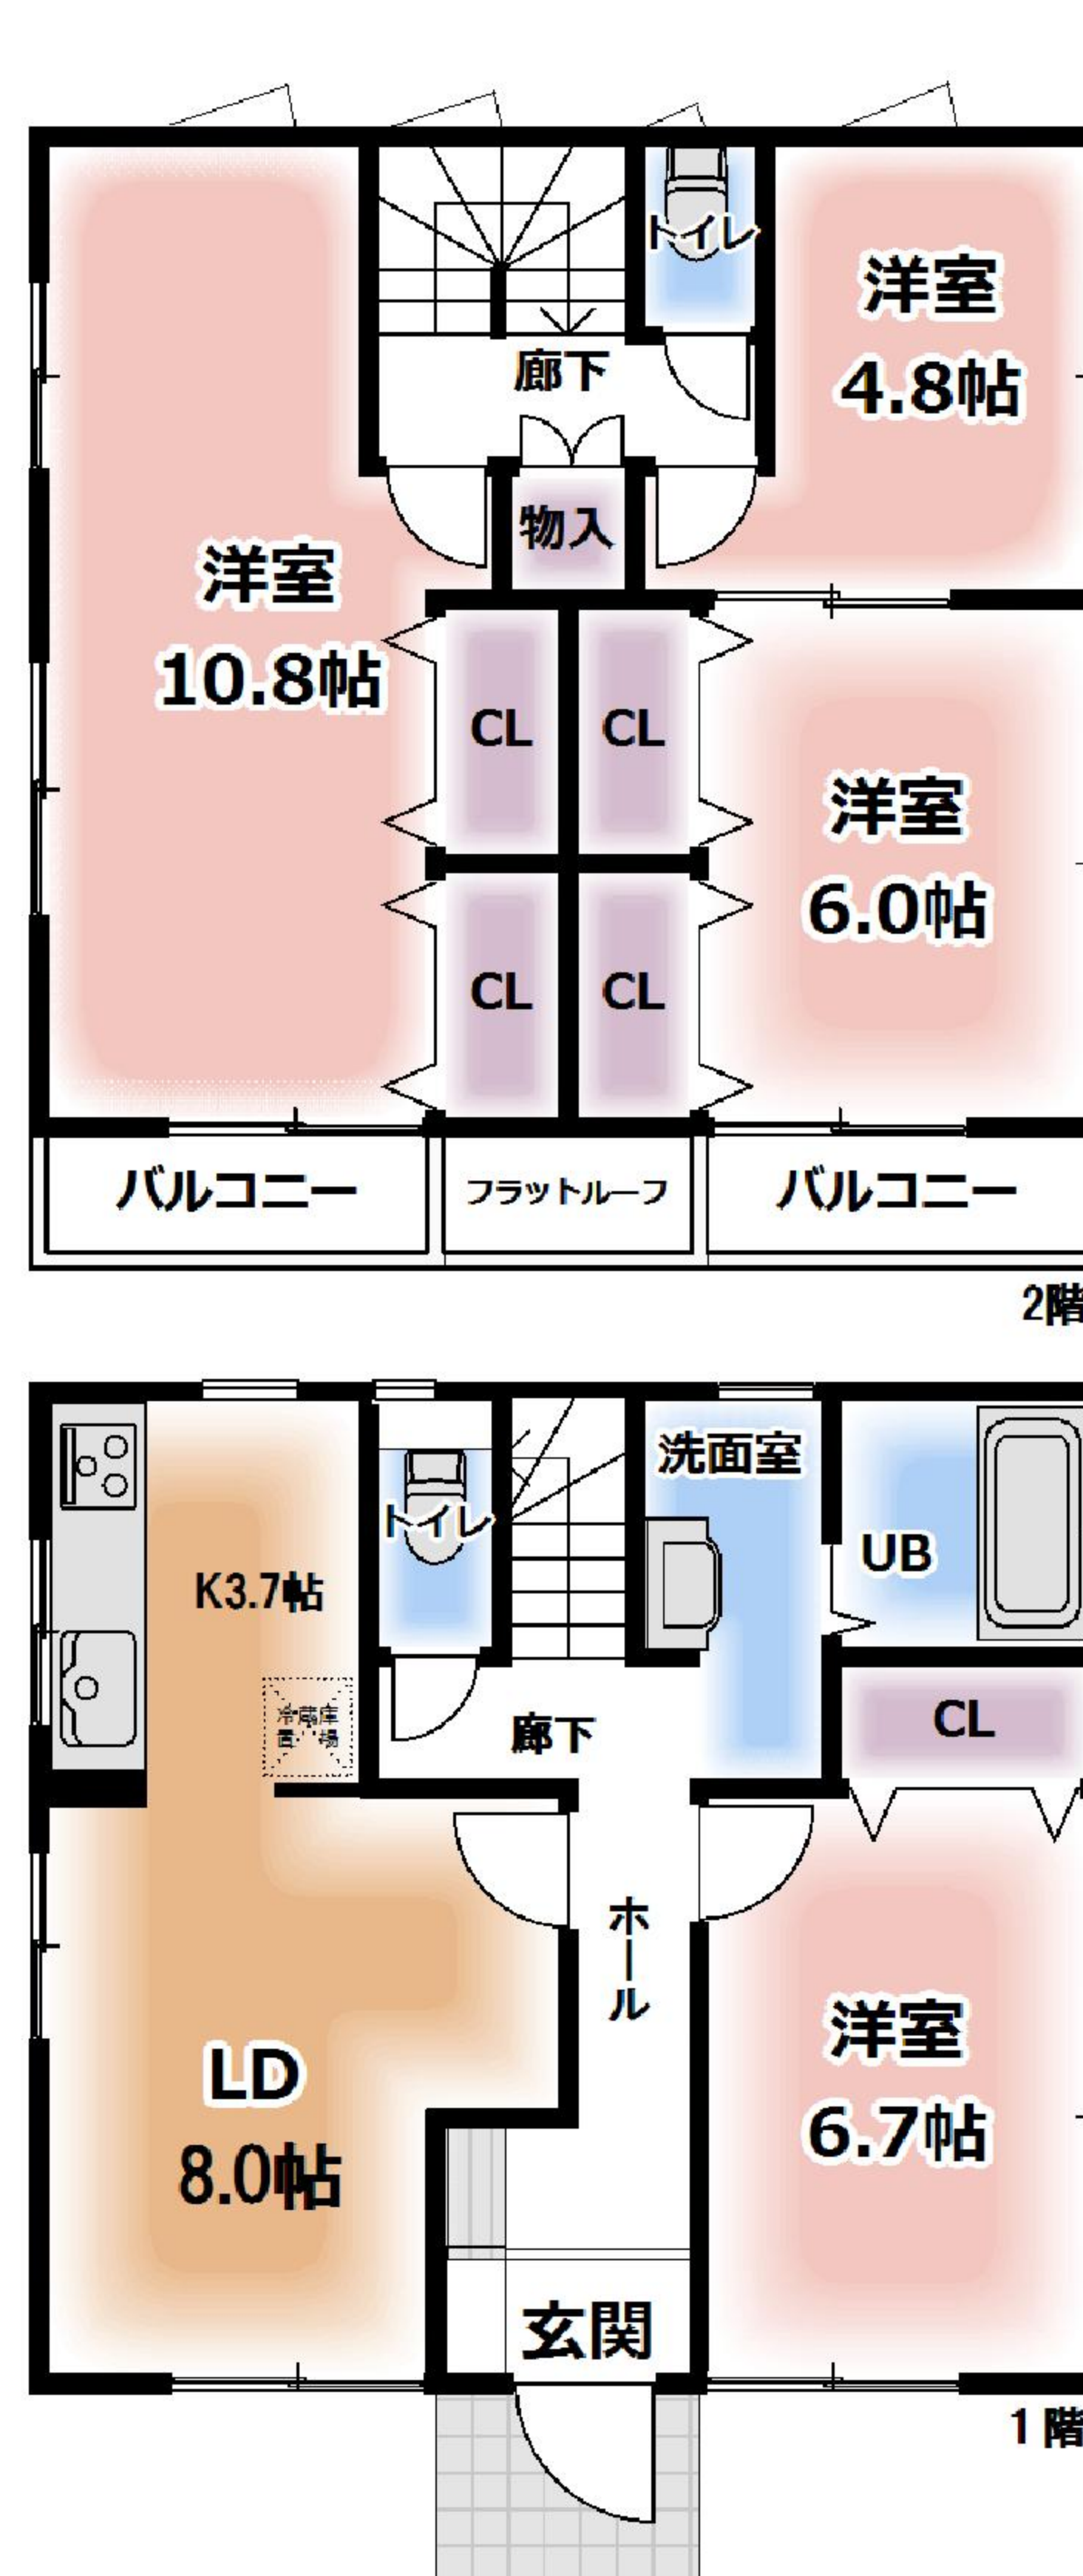 トイレ
洋室
4.8帖
廊下
物入
洋室
10.8帖
CL
CL
洋室
6.0帖
CL
CL
バルコニー
フラットルーフ
バルコニー
2階
洗面室
トイレ
UB
K3.7帖
冷蔵庫
置場
廊下
CL
ホール
洋室
6.7帖
LD
8.0帖
玄関
1階